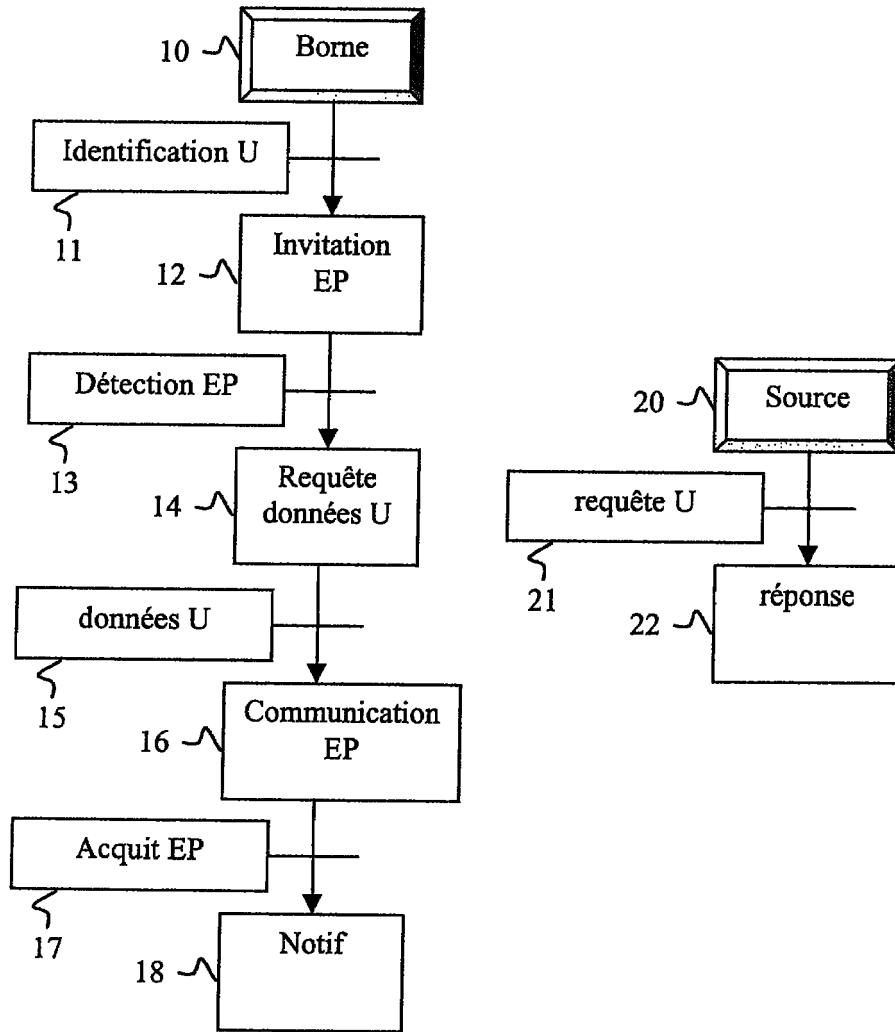 10
Borne
Identification U
11
12
Invitation
EP
Détection EP
13
14
Requête
données U
données U
15
16
Communication
EP
Acquit EP
17
18
Notif
20
Source
requête U
21
22
réponse